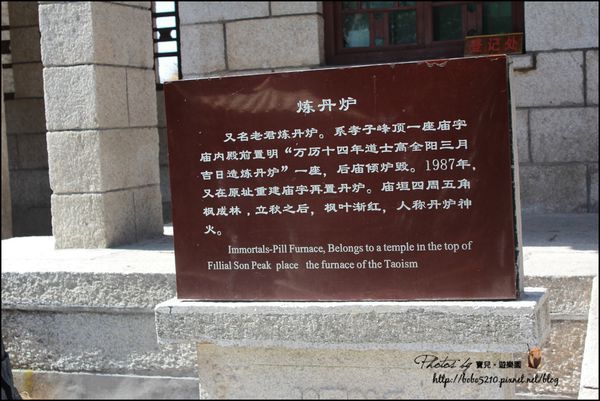 登记处
炼丹炉
又名老君炼丹炉。系孝子峰顶一座庙宇
庙内殿前置明“万历十四年道士高全阳三月
吉日造炼丹炉”一座，后庙倾炉毁。1987年，
又在原址重建庙宇再置丹炉。庙垣四周五角
枫成林，立秋之后，枫叶渐红，人称丹炉神
火。
Immortals-Pill Furnace, Belongs to a temple in the top of
Fillial Son Peak place the furnace of the Taoism
Photos by 寶兒·遊樂園
http://bobo5210.pixnet.net/blog